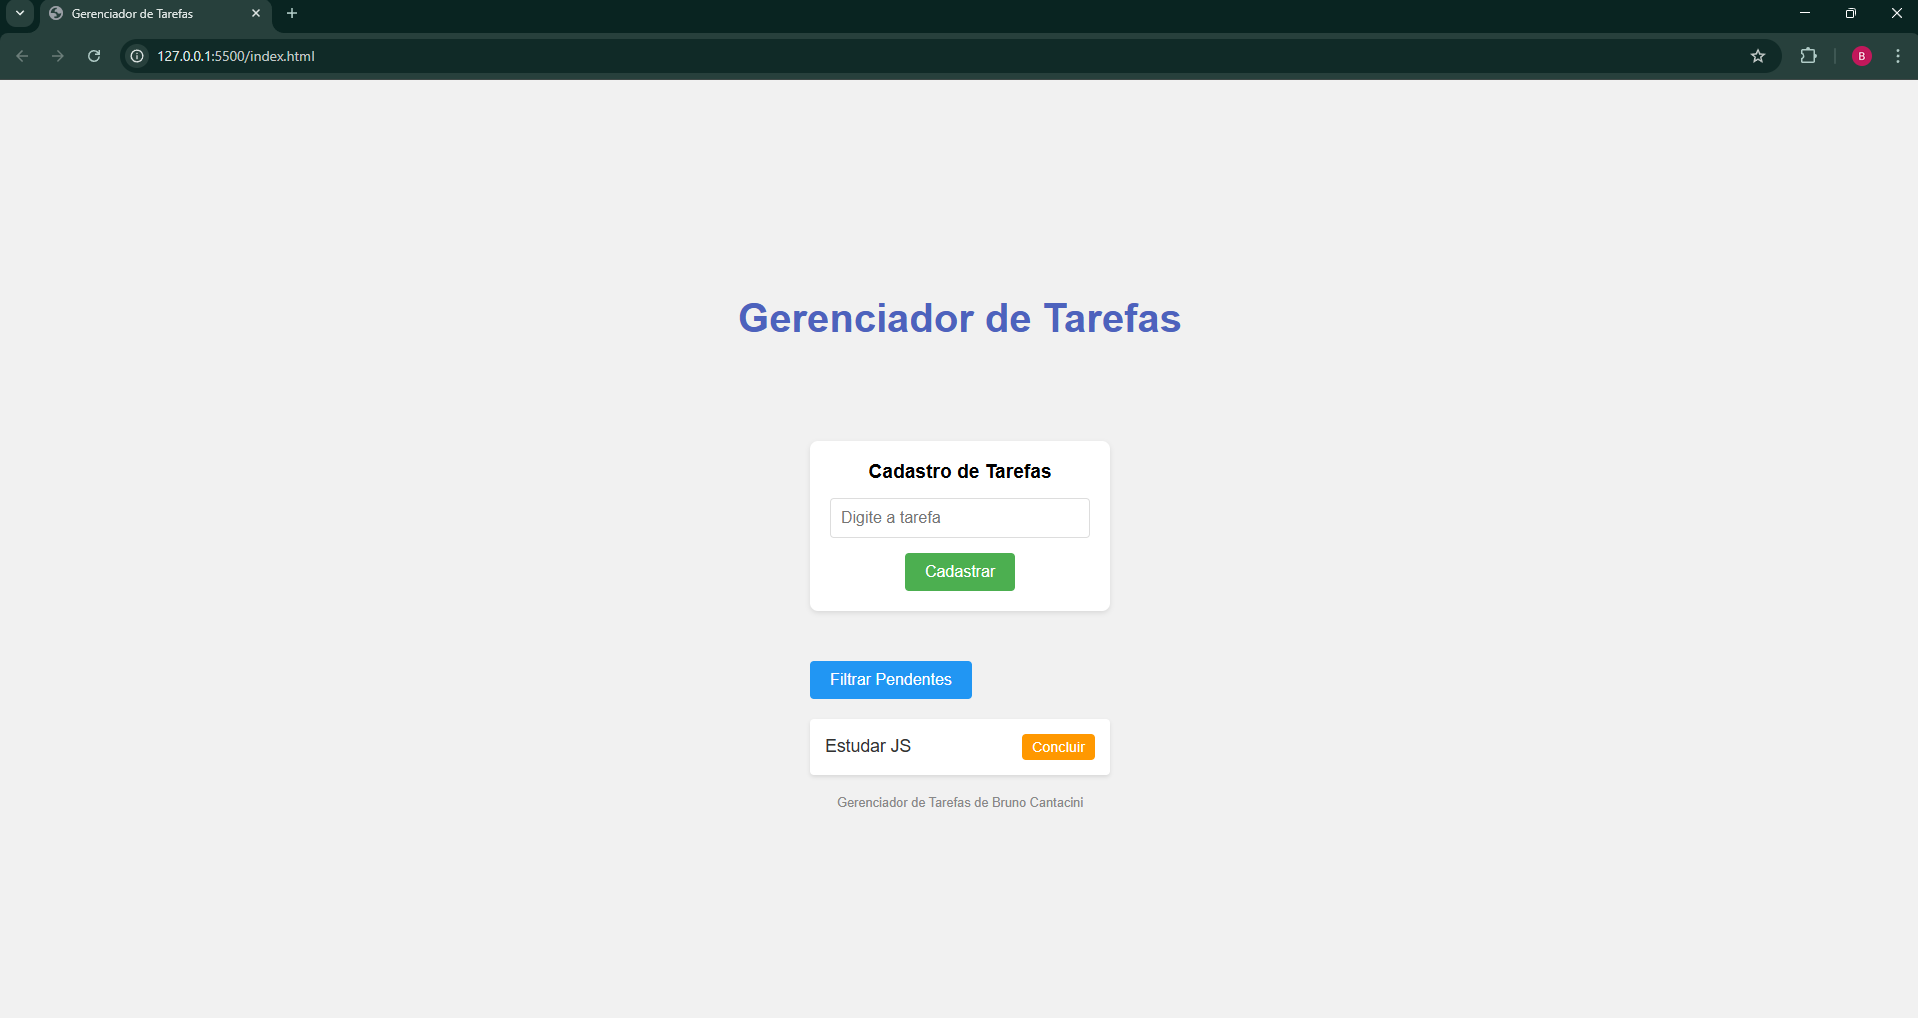 Gerenciador de Tarefas
127.0.0.1:5500/index.html
B
Gerenciador de Tarefas
Cadastro de Tarefas
Digite a tarefa
Cadastrar
Filtrar Pendentes
Estudar JS
Concluir
Gerenciador de Tarefas de Bruno Cantacini